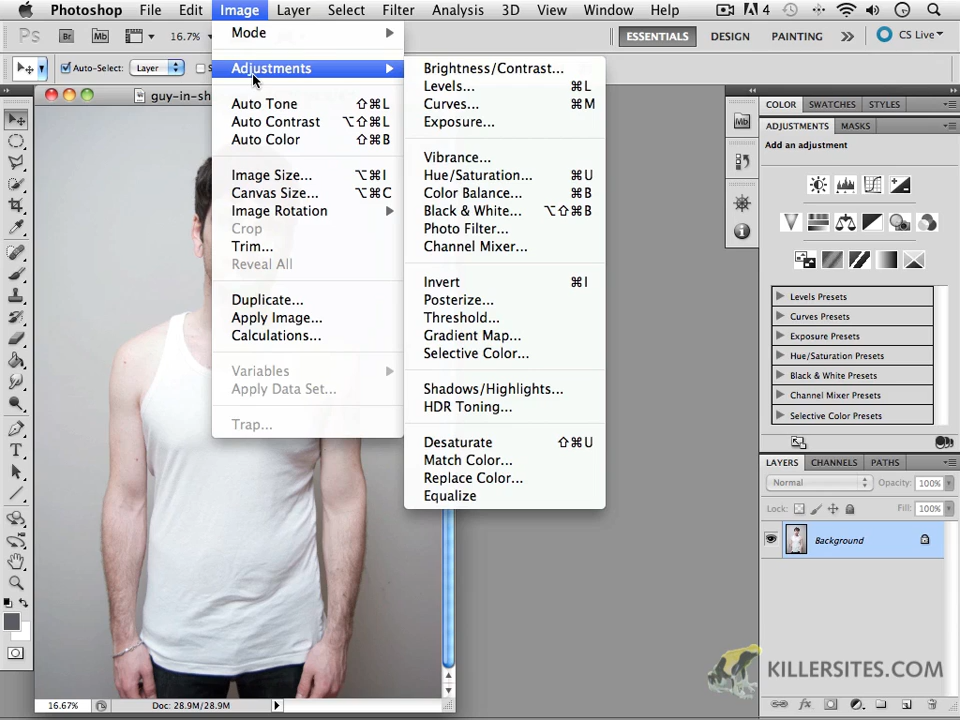 Photoshop File Edit Image Layer Select Filter Analysis 3D View Window Help 4
Ps Br Mb 16.7% ESSENTIALS DESIGN PAINTING CS Live
Auto-Select: Layer
guy-in-sh
Mode
Adjustments
Auto Tone ⇧⌘L
Auto Contrast ⌥⇧⌘L
Auto Color ⇧⌘B
Image Size... ⌥⌘I
Canvas Size... ⌥⌘C
Image Rotation
Crop
Trim...
Reveal All
Duplicate...
Apply Image...
Calculations...
Variables
Apply Data Set...
Trap...
Brightness/Contrast...
Levels... ⌘L
Curves... ⌘M
Exposure...
Vibrance...
Hue/Saturation... ⌘U
Color Balance... ⌘B
Black & White... ⌥⇧⌘B
Photo Filter...
Channel Mixer...
Invert ⌘I
Posterize...
Threshold...
Gradient Map...
Selective Color...
Shadows/Highlights...
HDR Toning...
Desaturate ⇧⌘U
Match Color...
Replace Color...
Equalize
Mb
COLOR SWATCHES STYLES
ADJUSTMENTS MASKS
Add an adjustment
Levels Presets
Curves Presets
Exposure Presets
Hue/Saturation Presets
Black & White Presets
Channel Mixer Presets
Selective Color Presets
LAYERS CHANNELS PATHS
Normal Opacity: 100%
Lock: Fill: 100%
Background
KILLERSITES.COM
16.67% Doc: 28.9M/28.9M